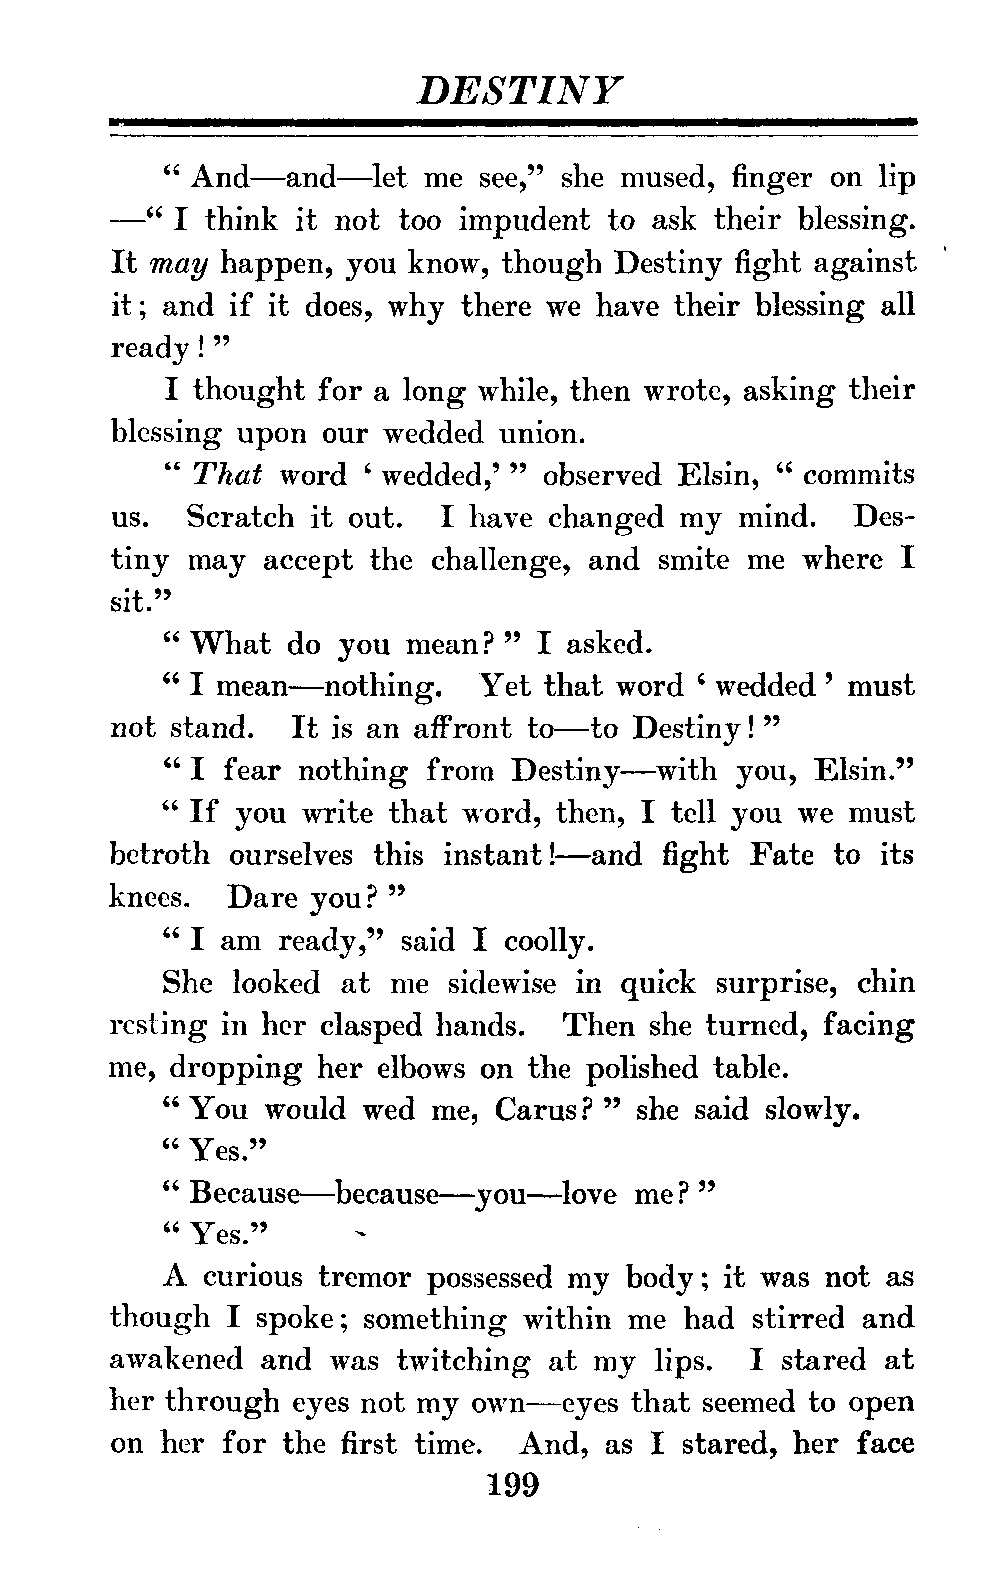 DESTINY
“ And—and—let me see,” she mused, finger on lip
—“ I think it not too impudent to ask their blessing.
It may happen, you know, though Destiny fight against
it; and if it does, why there we have their blessing all
ready ! ”
I thought for a long while, then wrote, asking their
blessing upon our wedded union.
“ That word ‘ wedded,’ ” observed Elsin, “ commits
us. Scratch it out. I have changed my mind. Des-
tiny may accept the challenge, and smite me where I
sit.”
“ What do you mean? ” I asked.
“ I mean—nothing. Yet that word ‘ wedded ’ must
not stand. It is an affront to—to Destiny! ”
“ I fear nothing from Destiny—with you, Elsin.”
“ If you write that word, then, I tell you we must
betroth ourselves this instant!—and fight Fate to its
knees. Dare you? ”
“ I am ready,” said I coolly.
She looked at me sidewise in quick surprise, chin
resting in her clasped hands. Then she turned, facing
me, dropping her elbows on the polished table.
“ You would wed me, Carus? ” she said slowly.
“ Yes.”
“ Because—because—you—love me? ”
“ Yes.”
A curious tremor possessed my body; it was not as
though I spoke; something within me had stirred and
awakened and was twitching at my lips. I stared at
her through eyes not my own—eyes that seemed to open
on her for the first time. And, as I stared, her face
199